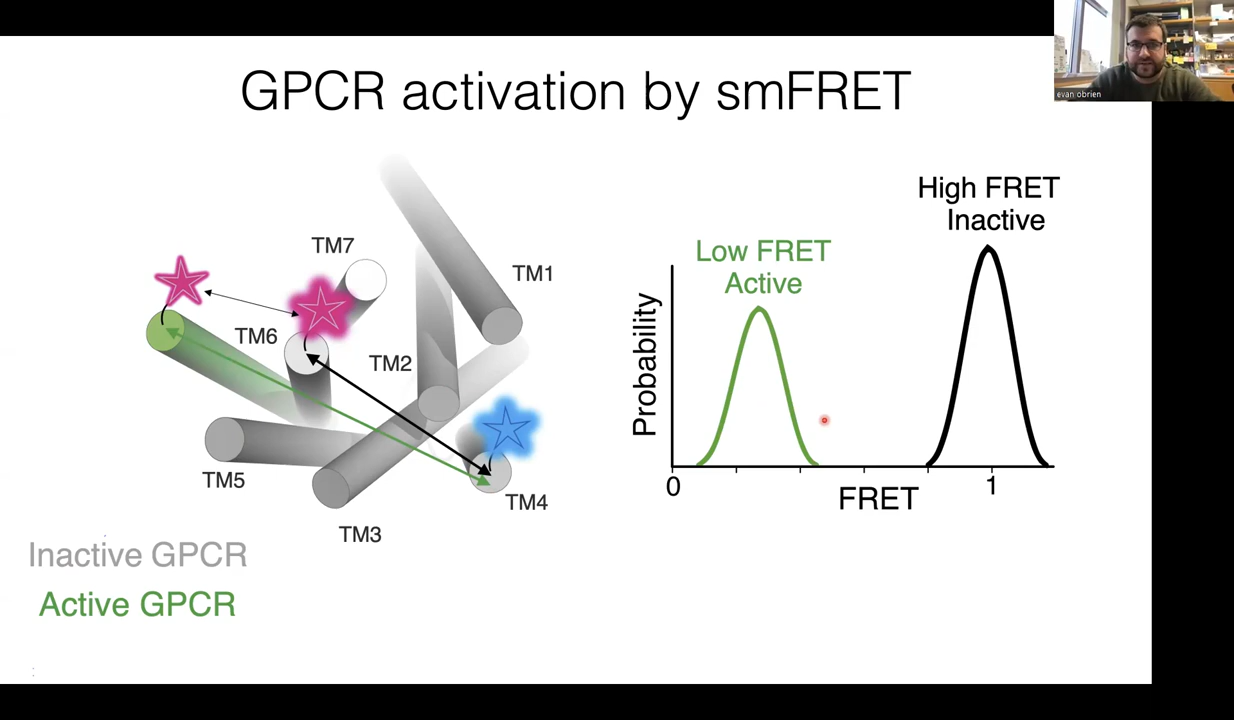 GPCR activation by smFRET
evan obrien
TM7
TM1
TM6
TM2
TM5
TM4
TM3
Inactive GPCR
Active GPCR
High FRET
Inactive
Low FRET
Active
Probability
0
1
FRET